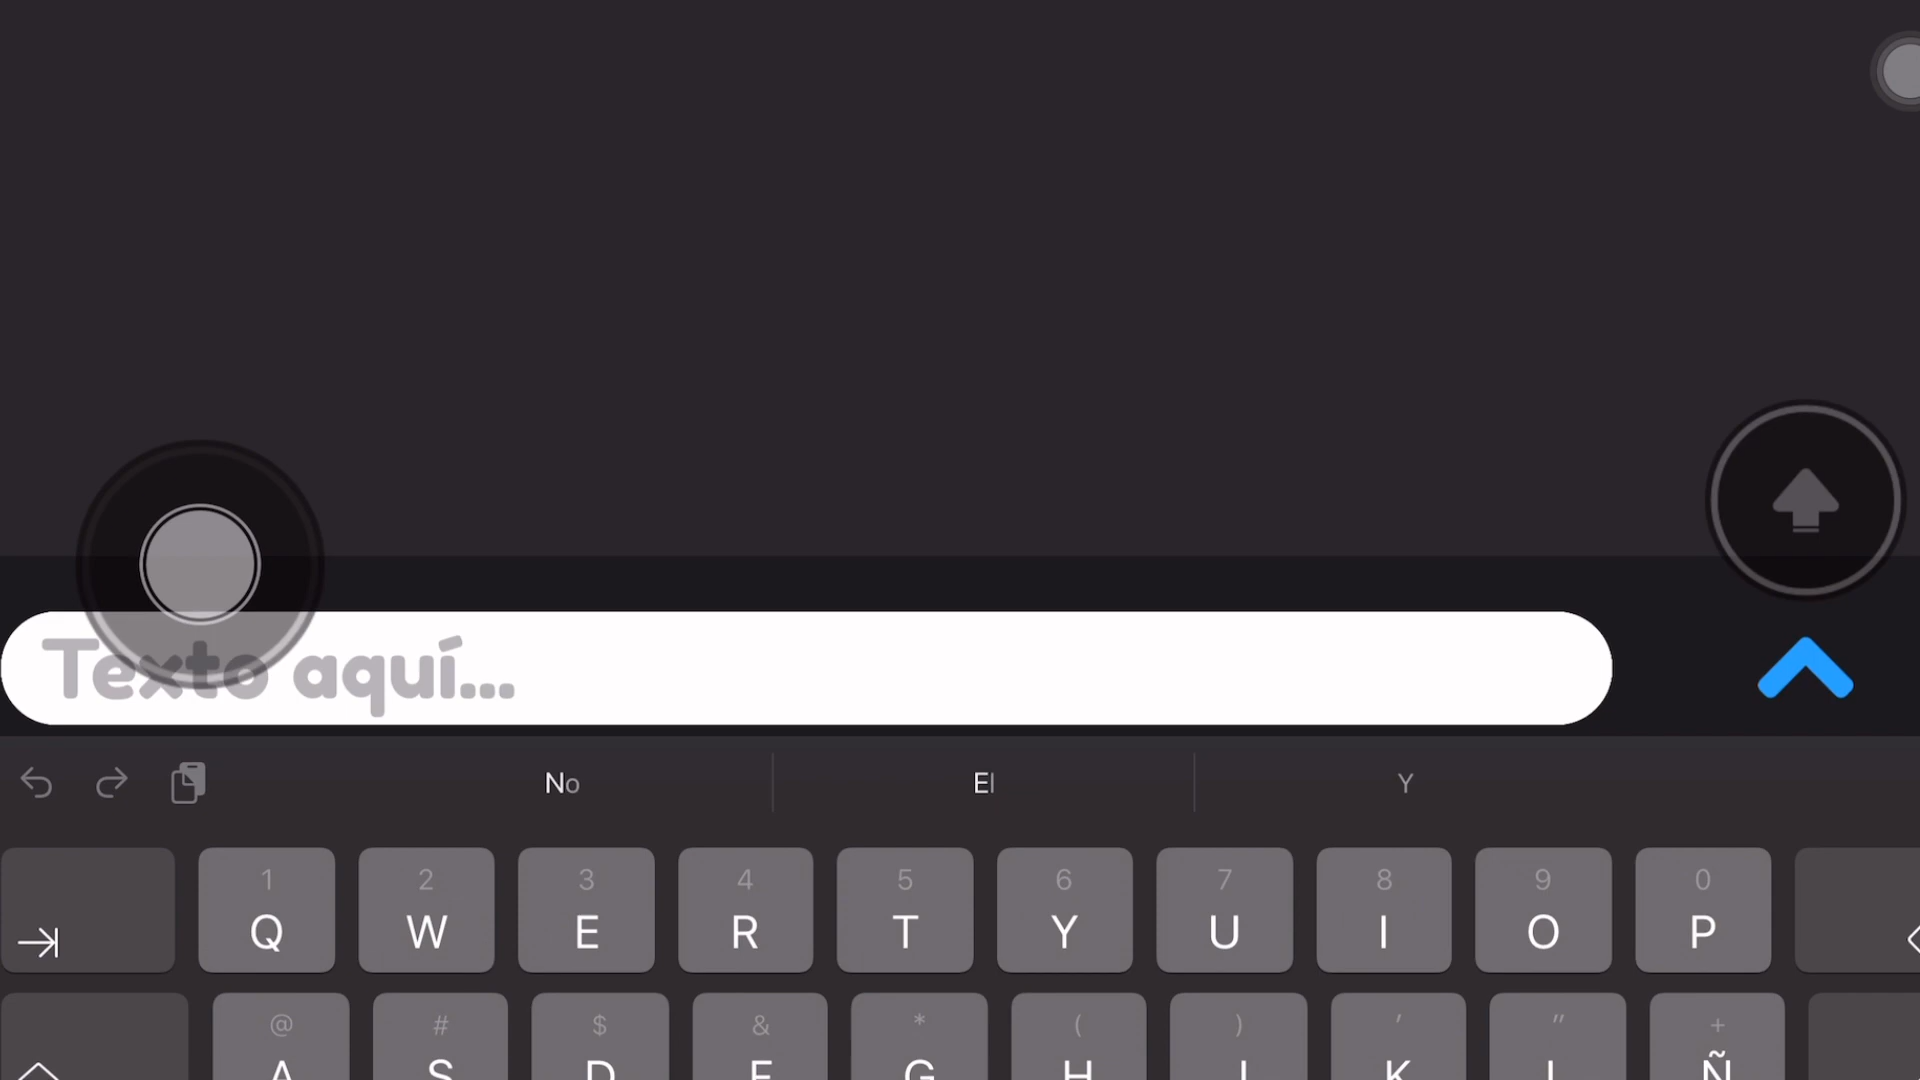 Texto aquí...
No El Y
1 2 3 4 5 6 7 8 9 0
Q W E R T Y U I O P
@ # $ & * ( ) ' " +
A S D F G H J K L Ñ